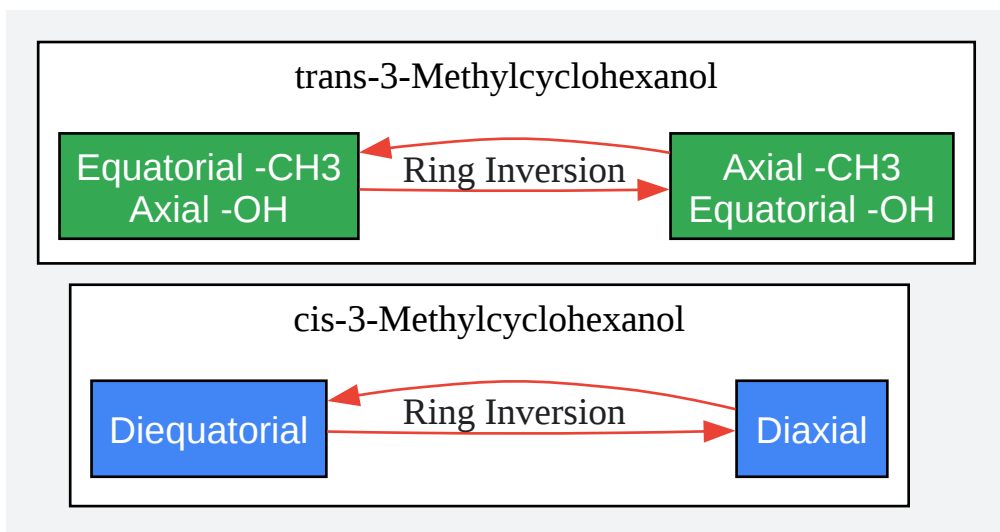 trans-3-Methylcyclohexanol
Equatorial -CH3
Axial -OH
Ring Inversion
Axial -CH3
Equatorial -OH
cis-3-Methylcyclohexanol
Diequatorial
Ring Inversion
Diaxial